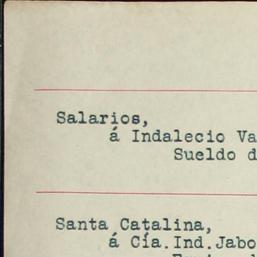 Salarios,
á Indalecio Va
Sueldo d
Santa Catalina,
á Cía.Ind.Jabo